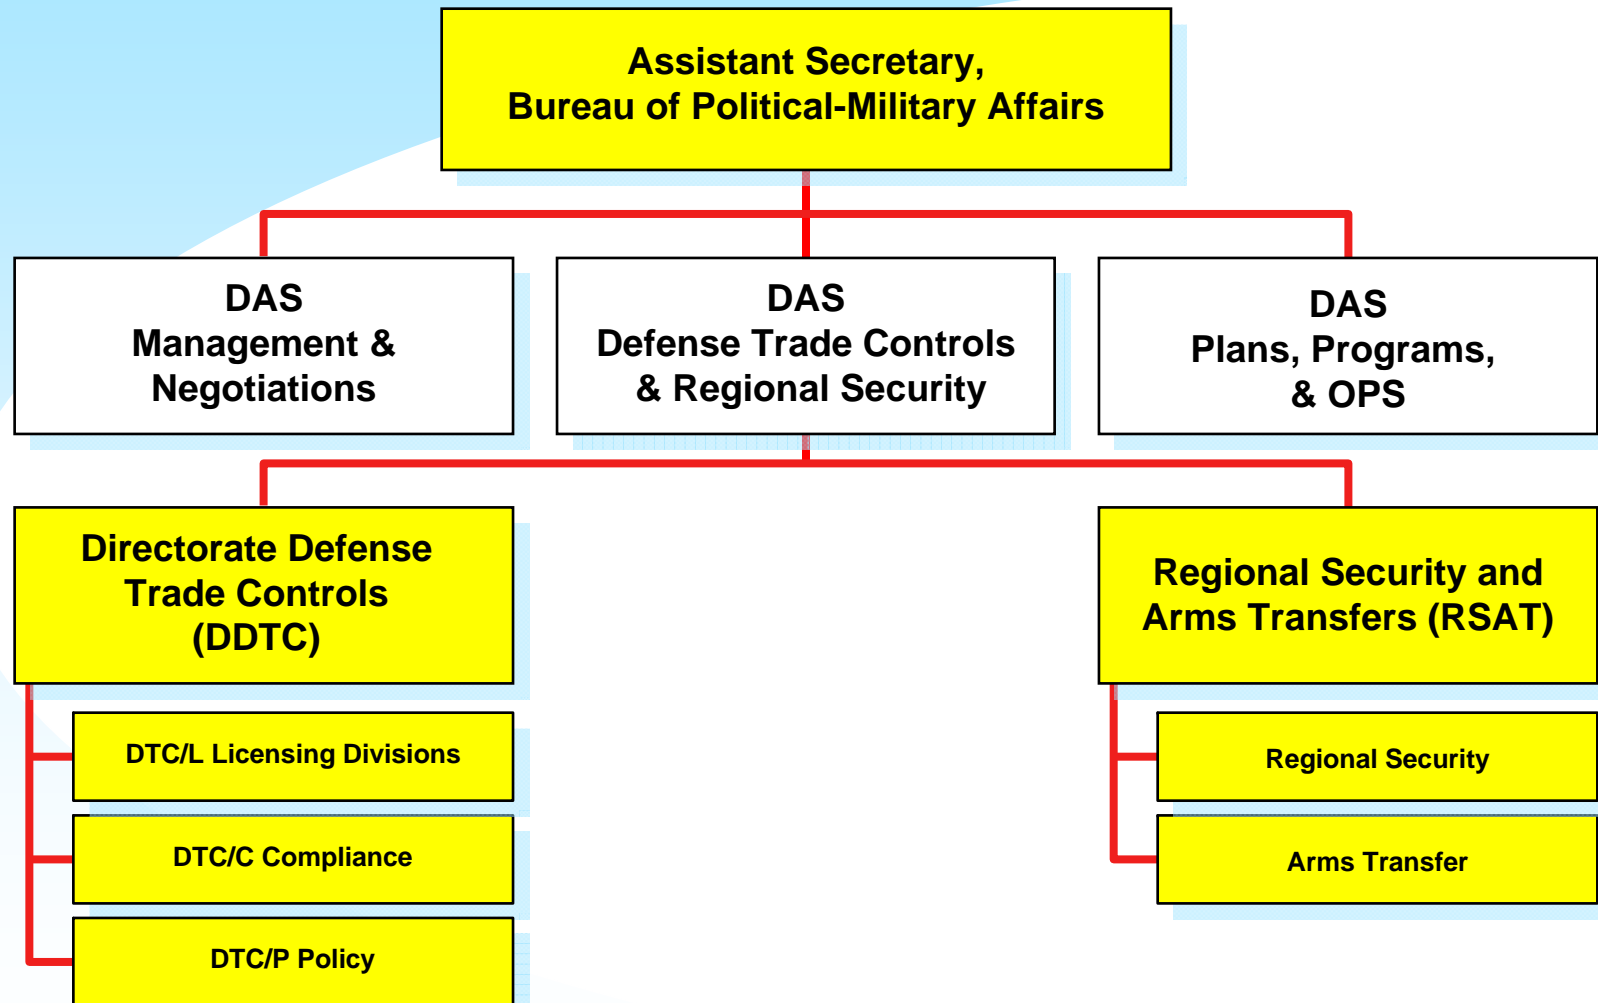 Assistant Secretary,
Bureau of Political-Military Affairs
DAS
Management &
Negotiations
DAS
Defense Trade Controls
& Regional Security
DAS
Plans, Programs,
& OPS
Directorate Defense
Trade Controls
(DDTC)
DTC/L Licensing Divisions
DTC/C Compliance
DTC/P Policy
Regional Security and
Arms Transfers (RSAT)
Regional Security
Arms Transfer